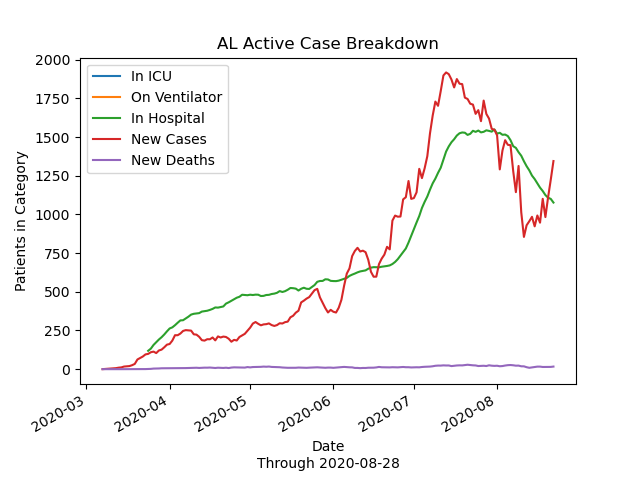 AL Active Case Breakdown
2000
1750
1500
1250
1000
750
500
250
0
Patients in Category
In ICU
On Ventilator
In Hospital
New Cases
New Deaths
2020-03
2020-04
2020-05
2020-06
2020-07
2020-08
Date
Through 2020-08-28